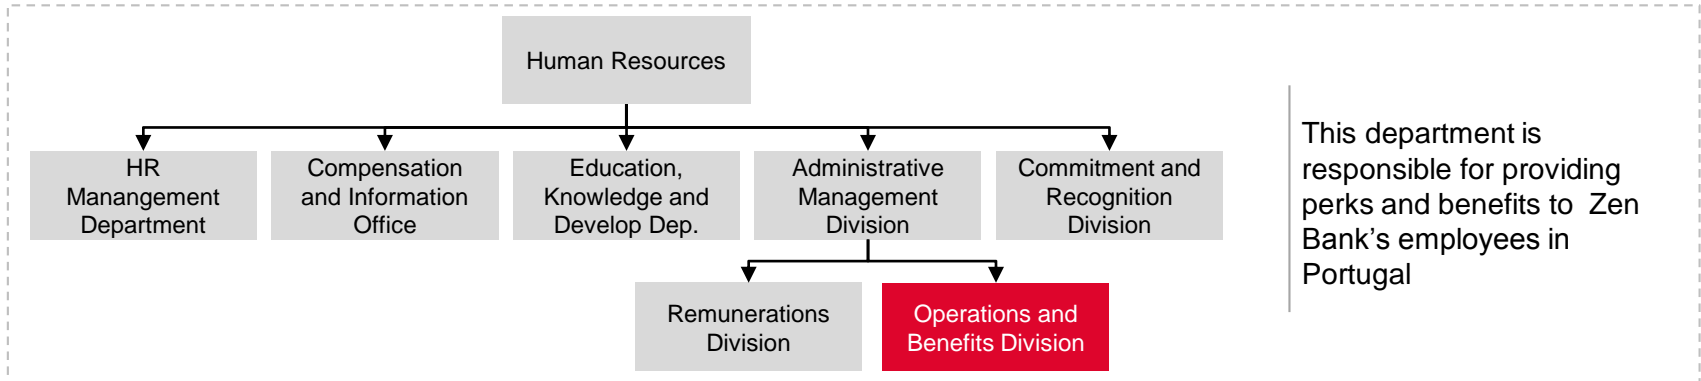 Human Resources
HR
Manangement
Department
Compensation
and Information
Office
Education,
Knowledge and
Develop Dep.
Administrative
Management
Division
Commitment and
Recognition
Division
Remunerations
Division
Operations and
Benefits Division
This department is
responsible for providing
perks and benefits to  Zen
Bank’s employees in
Portugal